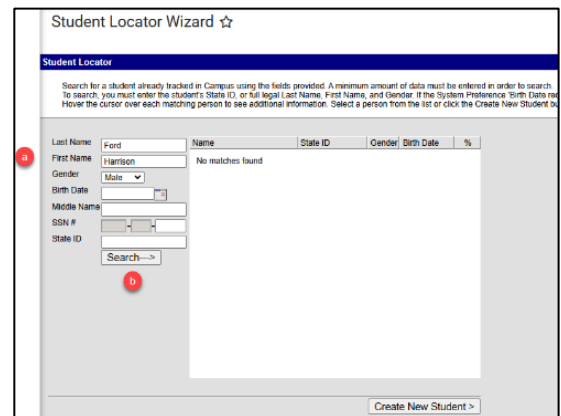 Student Locator Wizard ☆
Student Locator
Search for a student already tracked in Campus using the fields provided. A minimum amount of data must be entered in order to search.
To search, you must enter the student's State ID, or full legal Last Name, First Name, and Gender. If the System Preference 'Birth Date req
Hover the cursor over each matching person to see additional information. Select a person from the list or click the Create New Student bu
Last Name Ford
a First Name Harrison
Gender Male
Birth Date
Middle Name
SSN # - -
State ID
Search--->
b
Name State ID Gender Birth Date %
No matches found
Create New Student >